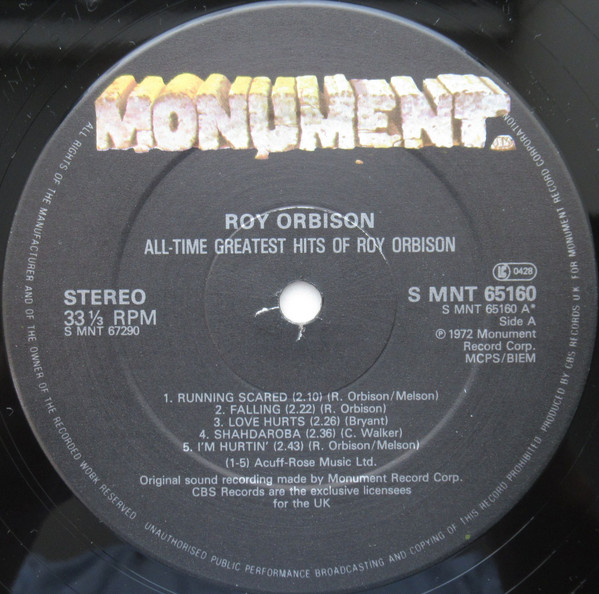 MONUMENT.
TM
ROY ORBISON
ALL-TIME GREATEST HITS OF ROY ORBISON
LC 0428
STEREO
33⅓ RPM
S MNT 67290
S MNT 65160
S MNT 65160 A*
Side A
℗ 1972 Monument
Record Corp.
MCPS/BIEM
1. RUNNING SCARED (2.10) (R. Orbison/Melson)
2. FALLING (2.22) (R. Orbison)
3. LOVE HURTS (2.26) (Bryant)
4. SHAHDAROBA (2.36) (C. Walker)
5. I'M HURTIN' (2.43) (R. Orbison/Melson)
(1-5) Acuff-Rose Music Ltd.
Original sound recording made by Monument Record Corp.
CBS Records are the exclusive licensees
for the UK
ALL RIGHTS OF THE MANUFACTURER AND OF THE OWNER OF THE RECORDED WORK RESERVED. UNAUTHORISED PUBLIC PERFORMANCE BROADCASTING AND COPYING OF THIS RECORD PROHIBITED. PRODUCED BY CBS RECORDS U.K. FOR MONUMENT RECORD CORPORATION